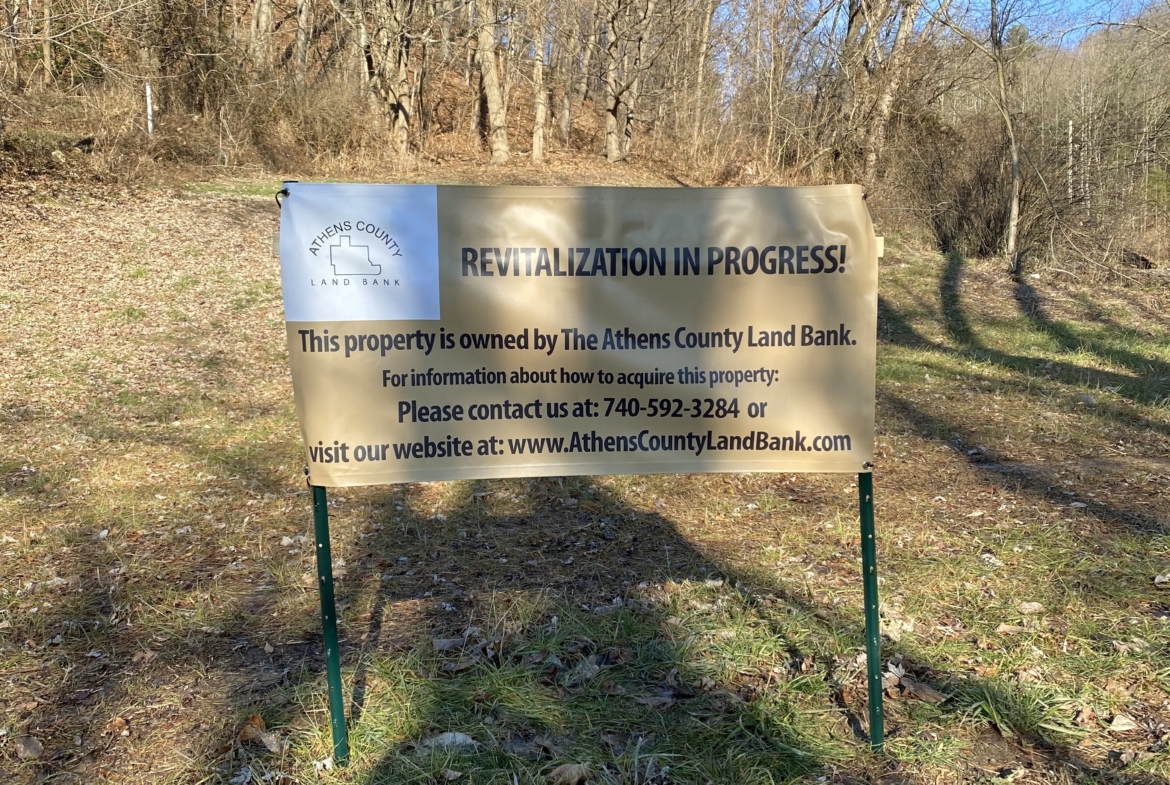 ATHENS COUNTY
LAND BANK
REVITALIZATION IN PROGRESS!
This property is owned by The Athens County Land Bank.
For information about how to acquire this property:
Please contact us at: 740-592-3284 or
visit our website at: www.AthensCountyLandBank.com